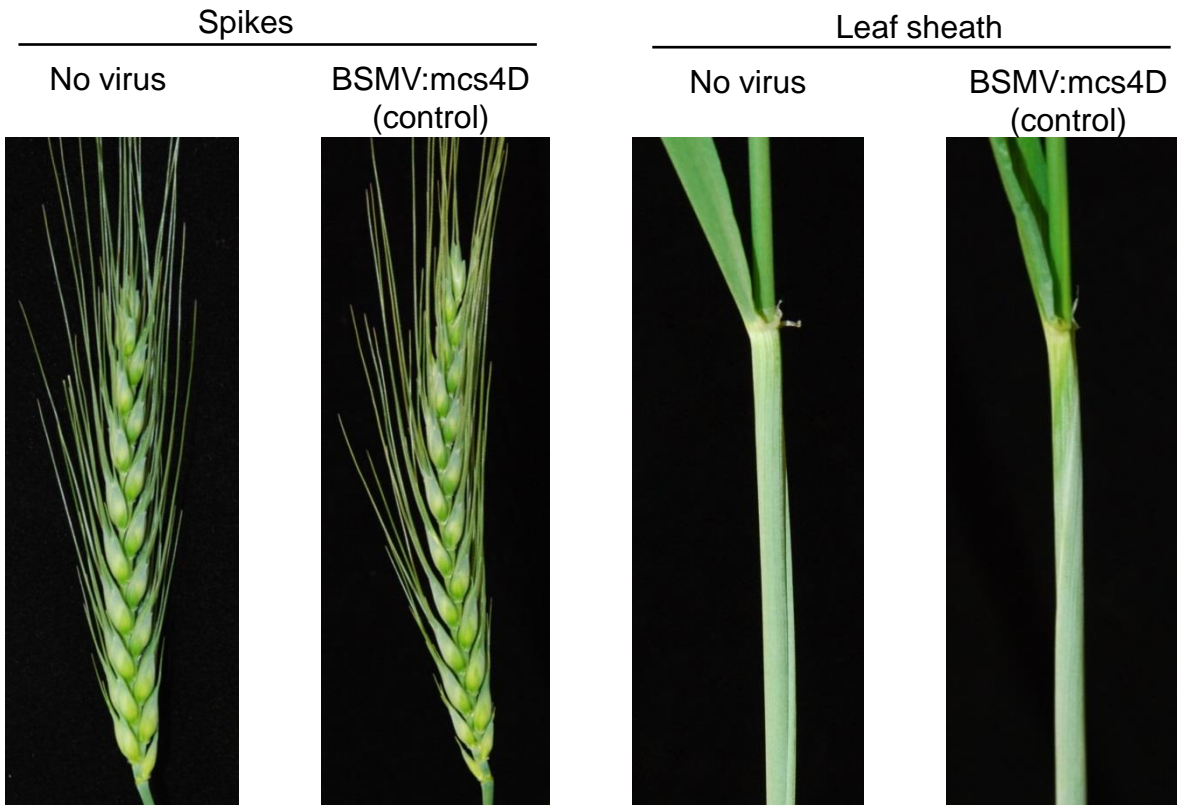 Spikes
No virus
BSMV:mcs4D
(control)
Leaf sheath
No virus
BSMV:mcs4D
(control)